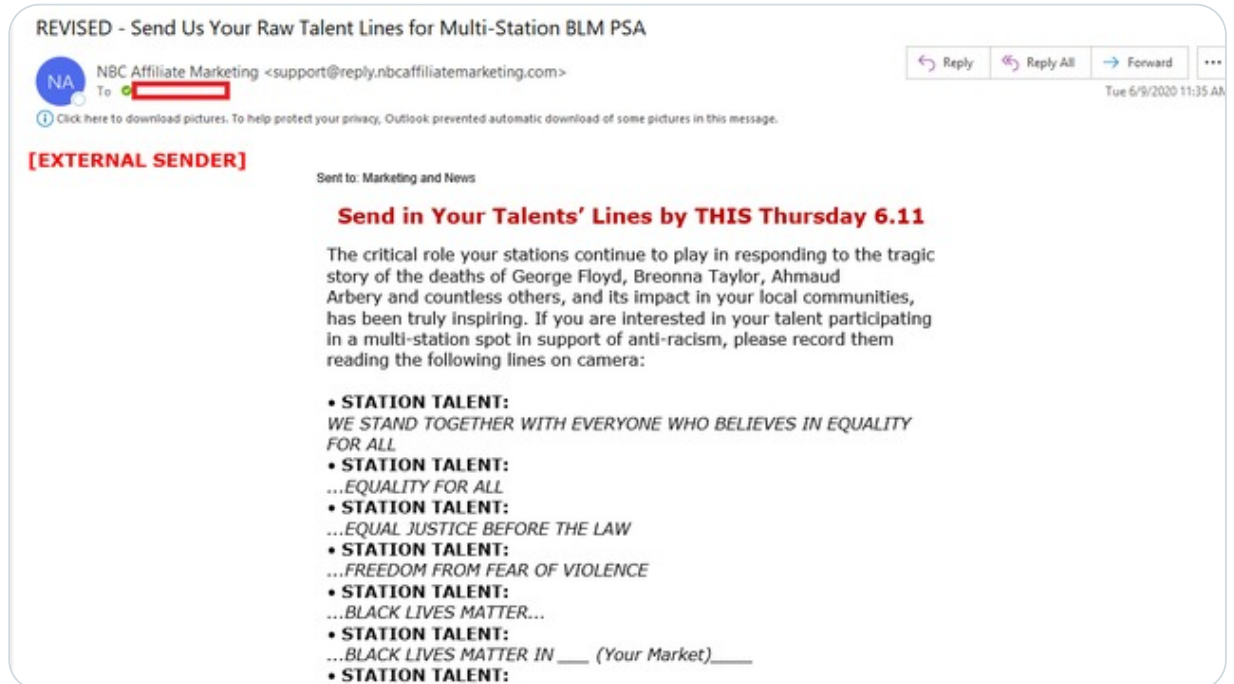 REVISED - Send Us Your Raw Talent Lines for Multi-Station BLM PSA
NA
NBC Affiliate Marketing <support@reply.nbcaffiliatemarketing.com>
To
Reply
Reply All
Forward
...
Tue 6/9/2020 11:35 AM
Click here to download pictures. To help protect your privacy, Outlook prevented automatic download of some pictures in this message.
[EXTERNAL SENDER]
Sent to: Marketing and News
Send in Your Talents' Lines by THIS Thursday 6.11
The critical role your stations continue to play in responding to the tragic
story of the deaths of George Floyd, Breonna Taylor, Ahmaud
Arbery and countless others, and its impact in your local communities,
has been truly inspiring. If you are interested in your talent participating
in a multi-station spot in support of anti-racism, please record them
reading the following lines on camera:
• STATION TALENT:
WE STAND TOGETHER WITH EVERYONE WHO BELIEVES IN EQUALITY
FOR ALL
• STATION TALENT:
...EQUALITY FOR ALL
• STATION TALENT:
...EQUAL JUSTICE BEFORE THE LAW
• STATION TALENT:
...FREEDOM FROM FEAR OF VIOLENCE
• STATION TALENT:
...BLACK LIVES MATTER...
• STATION TALENT:
...BLACK LIVES MATTER IN ___ (Your Market)____
• STATION TALENT: